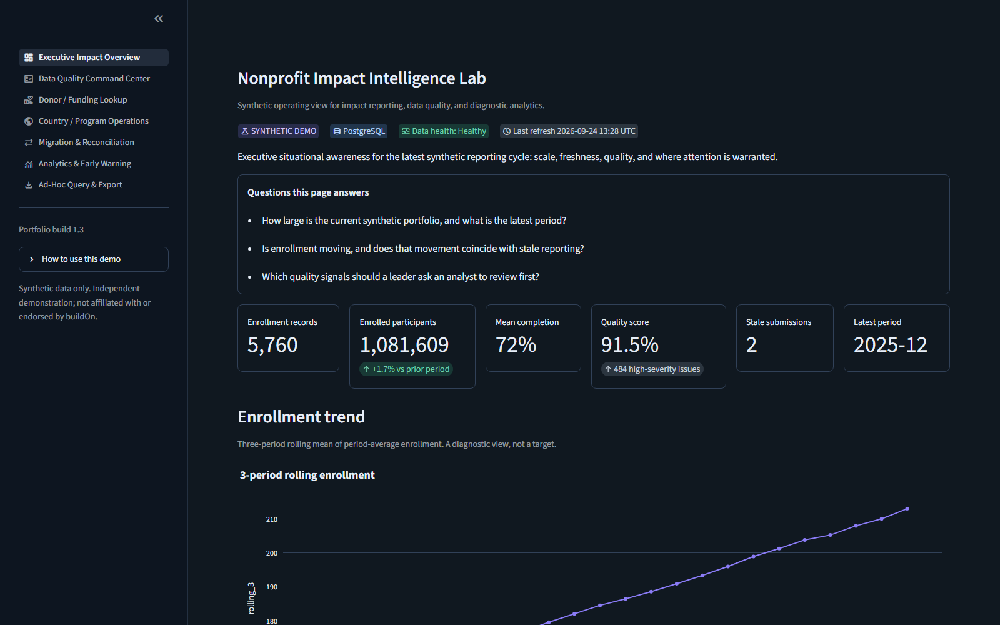 Executive Impact Overview
Data Quality Command Center
Donor / Funding Lookup
Country / Program Operations
Migration & Reconciliation
Analytics & Early Warning
Ad-Hoc Query & Export
Portfolio build 1.3
How to use this demo
Synthetic data only. Independent
demonstration; not affiliated with or
endorsed by buildOn.
Nonprofit Impact Intelligence Lab
Synthetic operating view for impact reporting, data quality, and diagnostic analytics.
SYNTHETIC DEMO PostgreSQL Data health: Healthy Last refresh 2026-09-24 13:28 UTC
Executive situational awareness for the latest synthetic reporting cycle: scale, freshness, quality, and where attention is warranted.
Questions this page answers
• How large is the current synthetic portfolio, and what is the latest period?
• Is enrollment moving, and does that movement coincide with stale reporting?
• Which quality signals should a leader ask an analyst to review first?
Enrollment records
5,760
Enrolled participants
1,081,609
↑ +1.7% vs prior period
Mean completion
72%
Quality score
91.5%
↑ 484 high-severity issues
Stale submissions
2
Latest period
2025-12
Enrollment trend
Three-period rolling mean of period-average enrollment. A diagnostic view, not a target.
3-period rolling enrollment
210
200
190
180
rolling_3